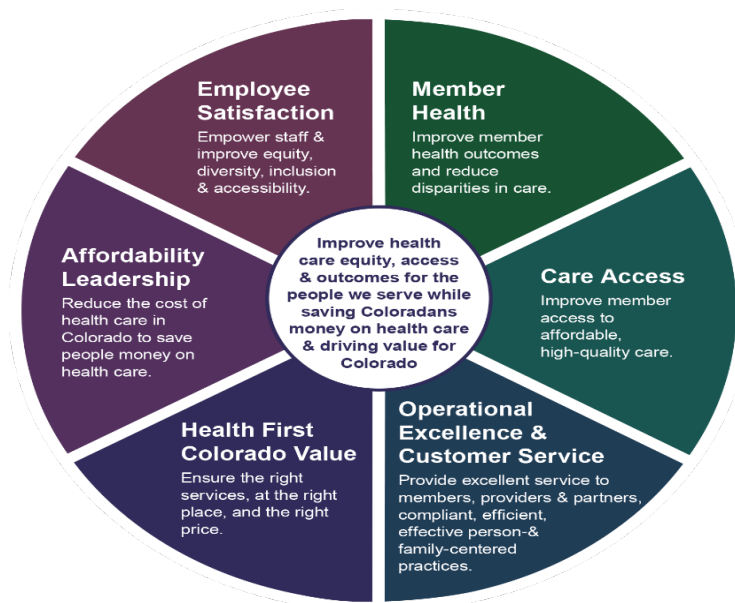 Employee
Satisfaction
Empower staff &
improve equity,
diversity, inclusion
& accessibility.
Member
Health
Improve member
health outcomes
and reduce
disparities in care.
Affordability
Leadership
Reduce the cost of
health care in
Colorado to save
people money on
health care.
Improve health
care equity, access
& outcomes for the
people we serve while
saving Coloradans
money on health care
& driving value for
Colorado
Care Access
Improve member
access to
affordable,
high-quality care.
Health First
Colorado Value
Ensure the right
services, at the right
place, and the right
price.
Operational
Excellence &
Customer Service
Provide excellent service to
members, providers & partners,
compliant, efficient,
effective person-&
family-centered
practices.